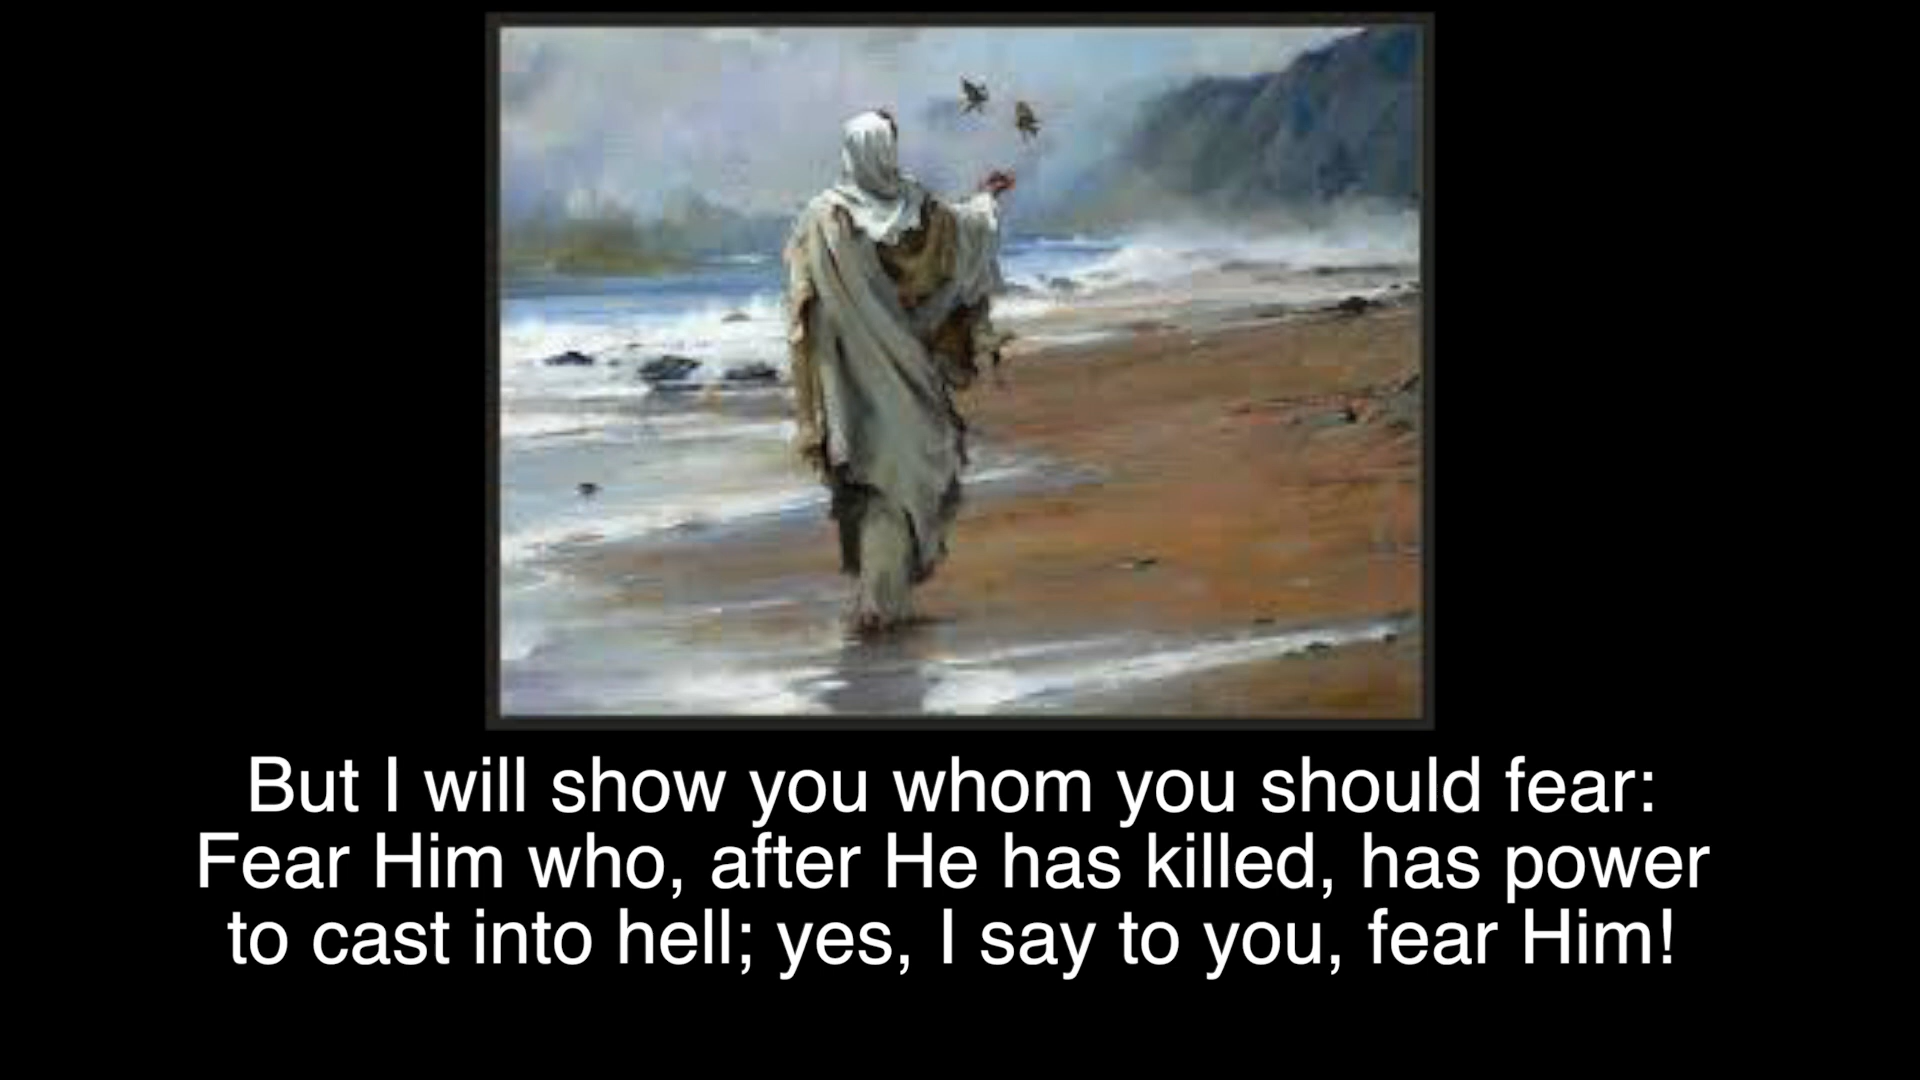 But I will show you whom you should fear:
Fear Him who, after He has killed, has power
to cast into hell; yes, I say to you, fear Him!